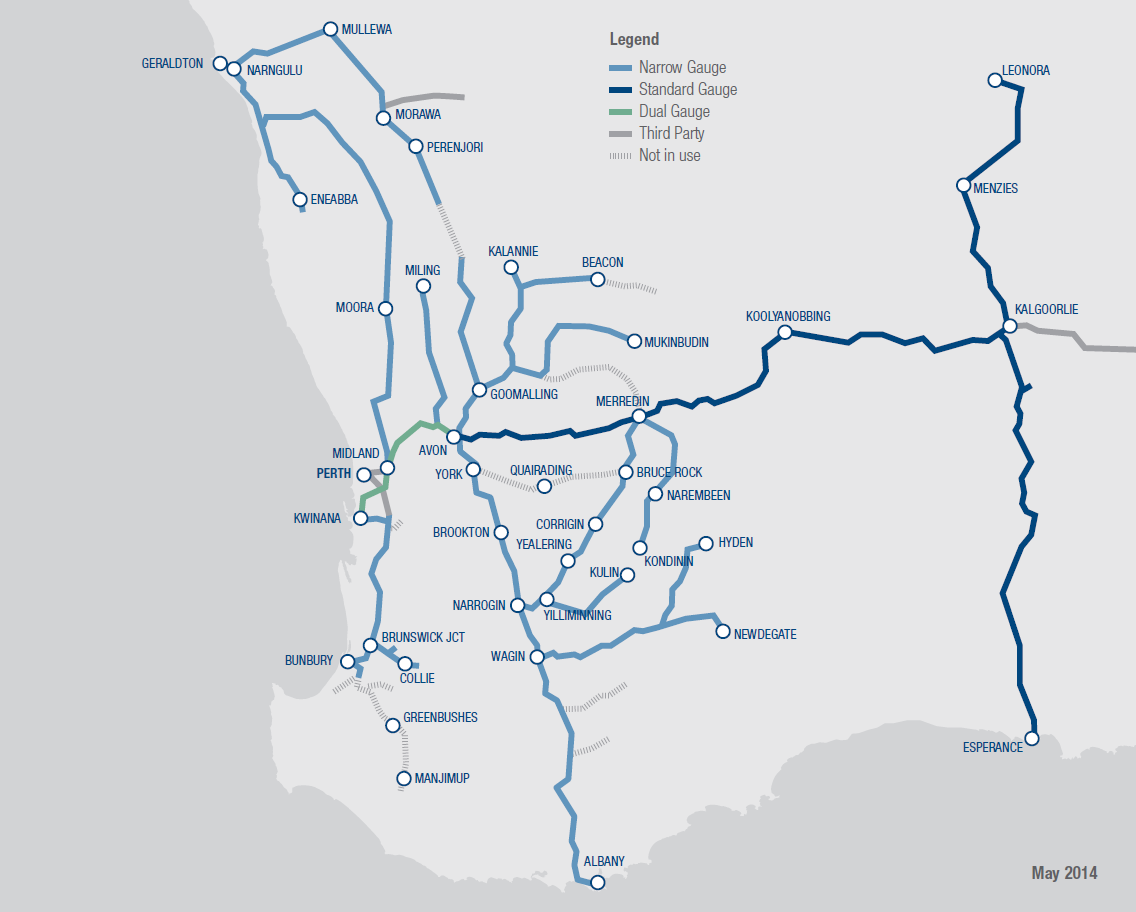 MULLEWA
GERALDTON
NARNGULU
Legend
Narrow Gauge
Standard Gauge
Dual Gauge
Third Party
Not in use
LEONORA
MORAWA
PERENJORI
MENZIES
ENEABBA
KALANNIE
BEACON
MILING
MOORA
KOOLYANOBBING
KALGOORLIE
MUKINBUDIN
GOOMALLING
MERREDIN
AVON
MIDLAND
PERTH
YORK
QUAIRADING
BRUCE ROCK
NAREMBEEN
KWINANA
BROOKTON
CORRIGIN
YEALERING
HYDEN
KONDININ
KULIN
NARROGIN
YILLIMINNING
BRUNSWICK JCT
NEWDEGATE
BUNBURY
WAGIN
COLLIE
GREENBUSHES
ESPERANCE
MANJIMUP
ALBANY
May 2014